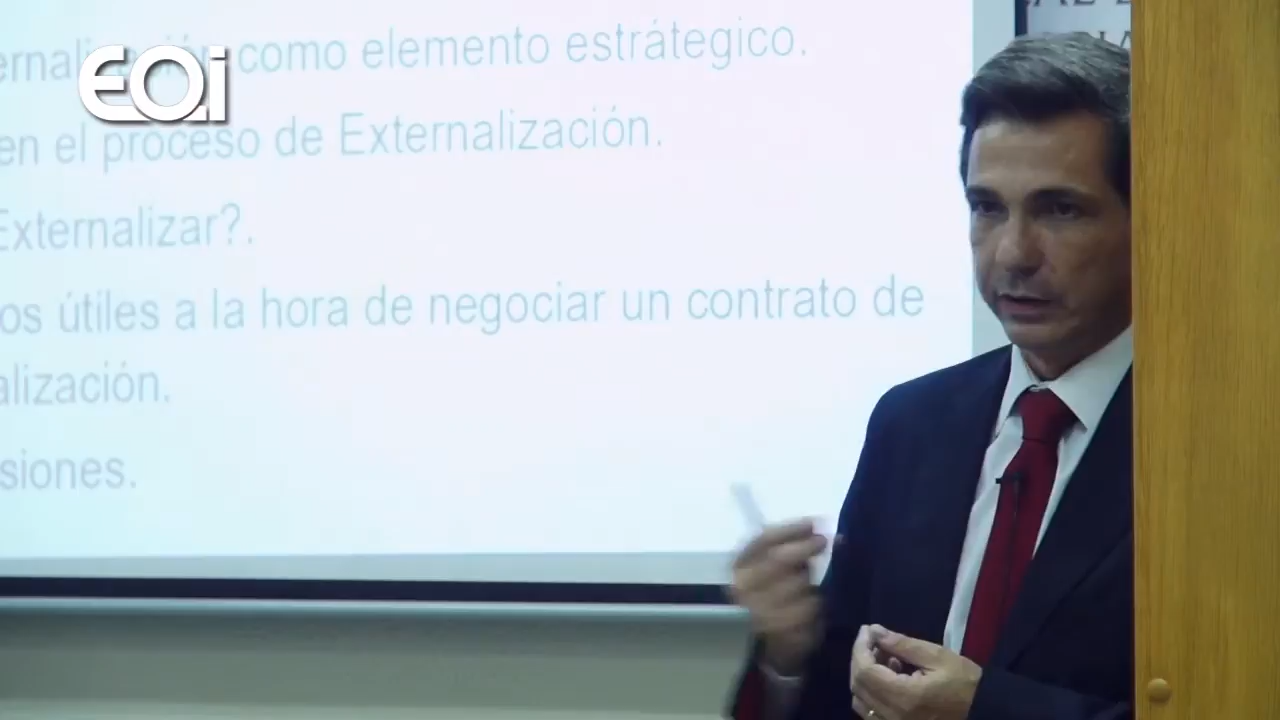 EOi
como elemento estrátegico.
en el proceso de Externalización.
Externalizar?.
útiles a la hora de negociar un contrato de
alización.
siones.